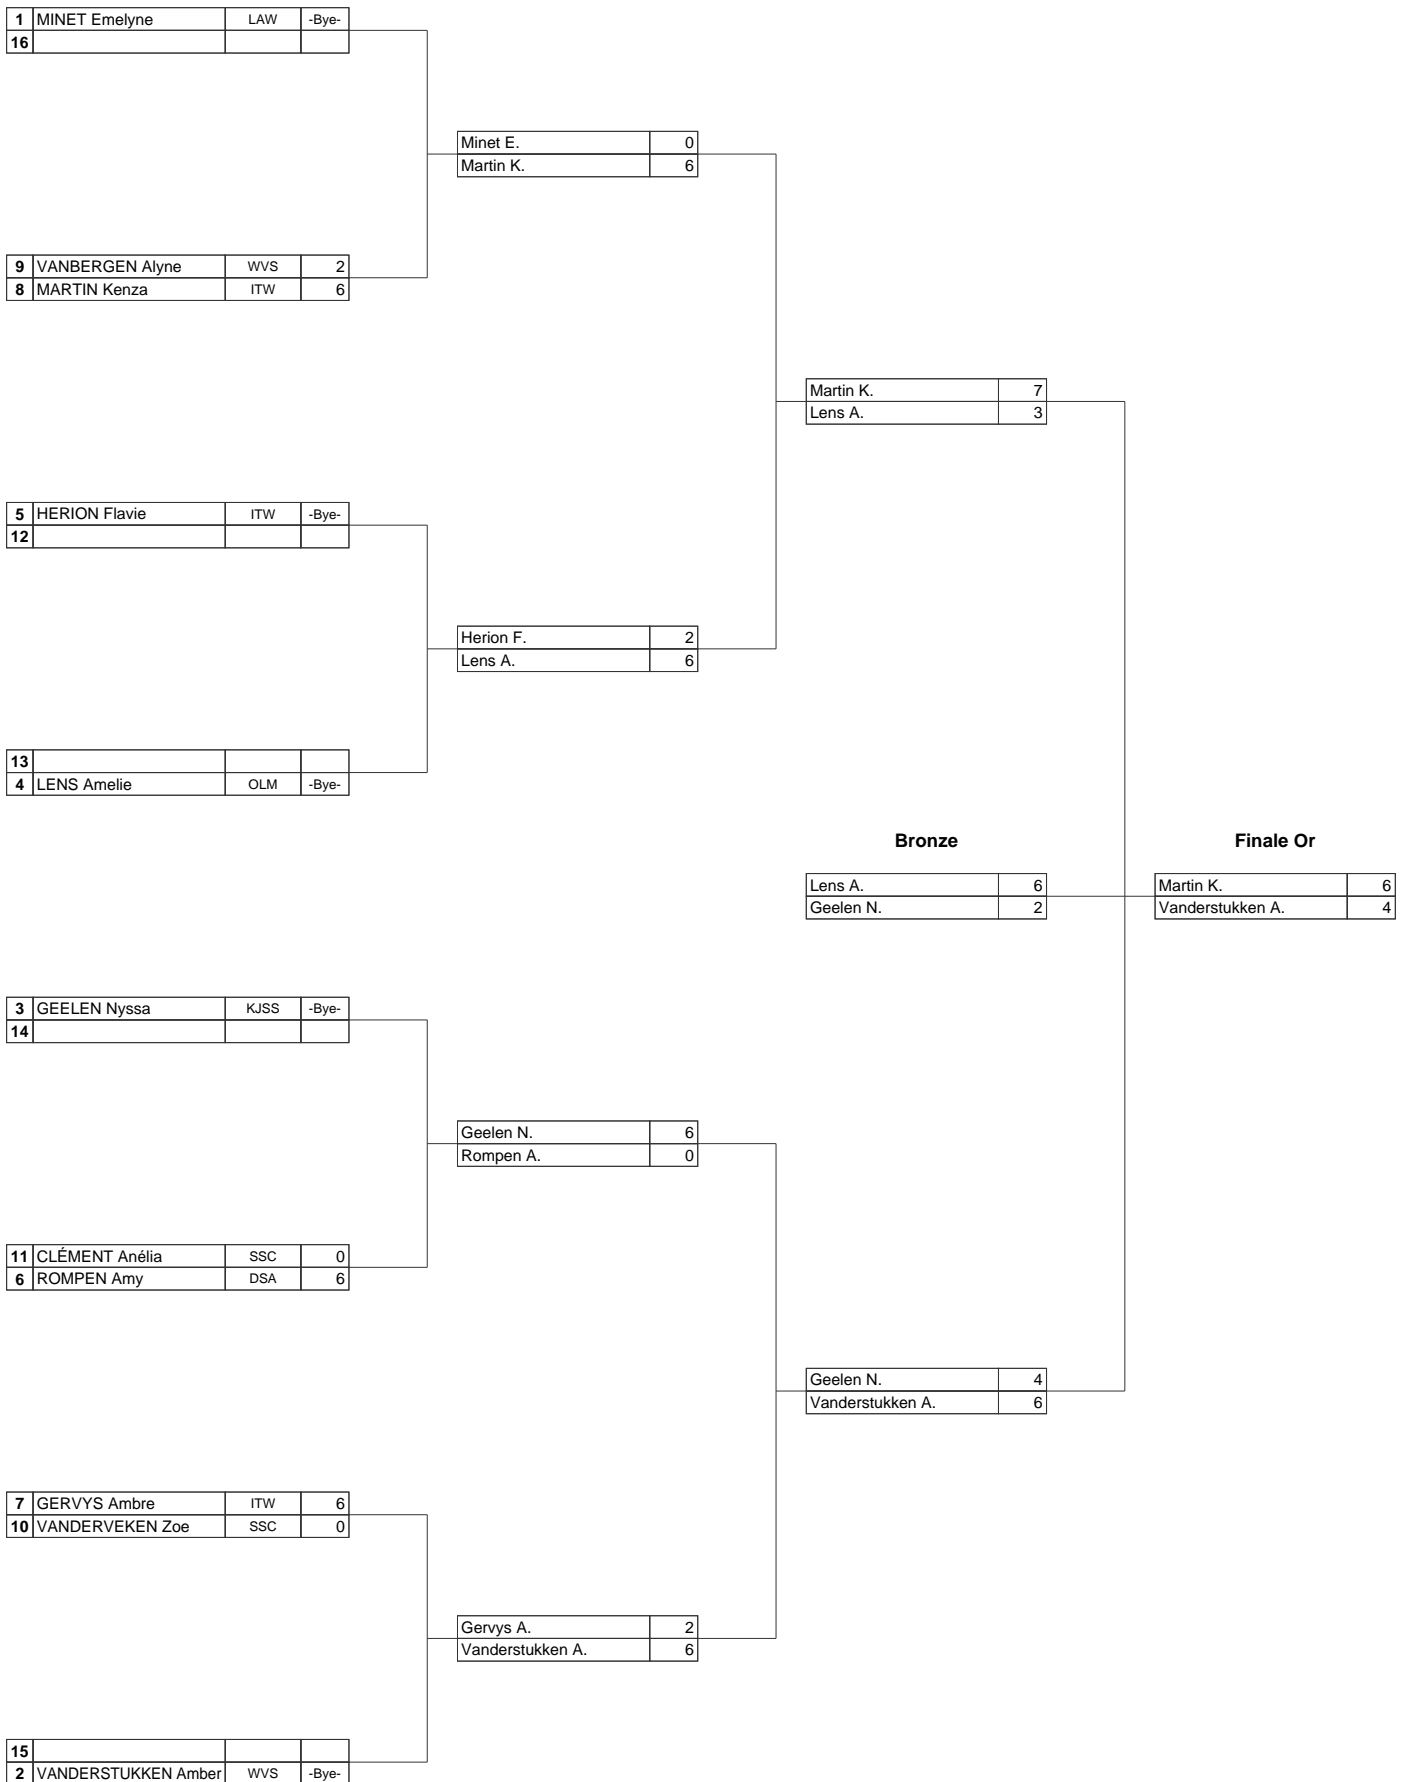 1 MINET Emelyne LAW -Bye-
16
Minet E. 0
Martin K. 6
9 VANBERGEN Alyne WVS 2
8 MARTIN Kenza ITW 6
Martin K. 7
Lens A. 3
5 HERION Flavie ITW -Bye-
12
Herion F. 2
Lens A. 6
13
4 LENS Amelie OLM -Bye-
Bronze Finale Or
Lens A. 6 Martin K. 6
Geelen N. 2 Vanderstukken A. 4
3 GEELEN Nyssa KJSS -Bye-
14
Geelen N. 6
Rompen A. 0
11 CLÉMENT Anélia SSC 0
6 ROMPEN Amy DSA 6
Geelen N. 4
Vanderstukken A. 6
7 GERVYS Ambre ITW 6
10 VANDERVEKEN Zoe SSC 0
Gervys A. 2
Vanderstukken A. 6
15
2 VANDERSTUKKEN Amber WVS -Bye-